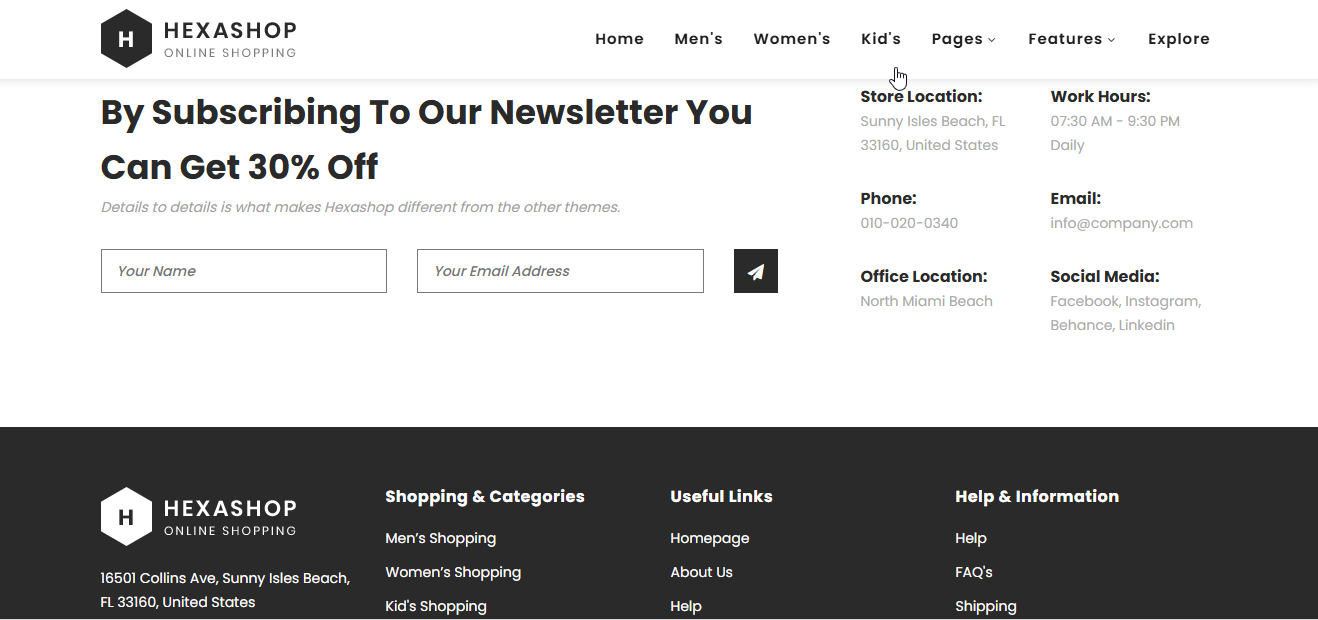 H HEXASHOP
ONLINE SHOPPING
Home Men's Women's Kid's Pages Features Explore
By Subscribing To Our Newsletter You
Can Get 30% Off
Details to details is what makes Hexashop different from the other themes.
Your Name
Your Email Address
Store Location:
Sunny Isles Beach, FL
33160, United States
Work Hours:
07:30 AM - 9:30 PM
Daily
Phone:
010-020-0340
Email:
info@company.com
Office Location:
North Miami Beach
Social Media:
Facebook, Instagram,
Behance, Linkedin
H HEXASHOP
ONLINE SHOPPING
16501 Collins Ave, Sunny Isles Beach,
FL 33160, United States
Shopping & Categories
Men’s Shopping
Women’s Shopping
Kid's Shopping
Useful Links
Homepage
About Us
Help
Help & Information
Help
FAQ's
Shipping